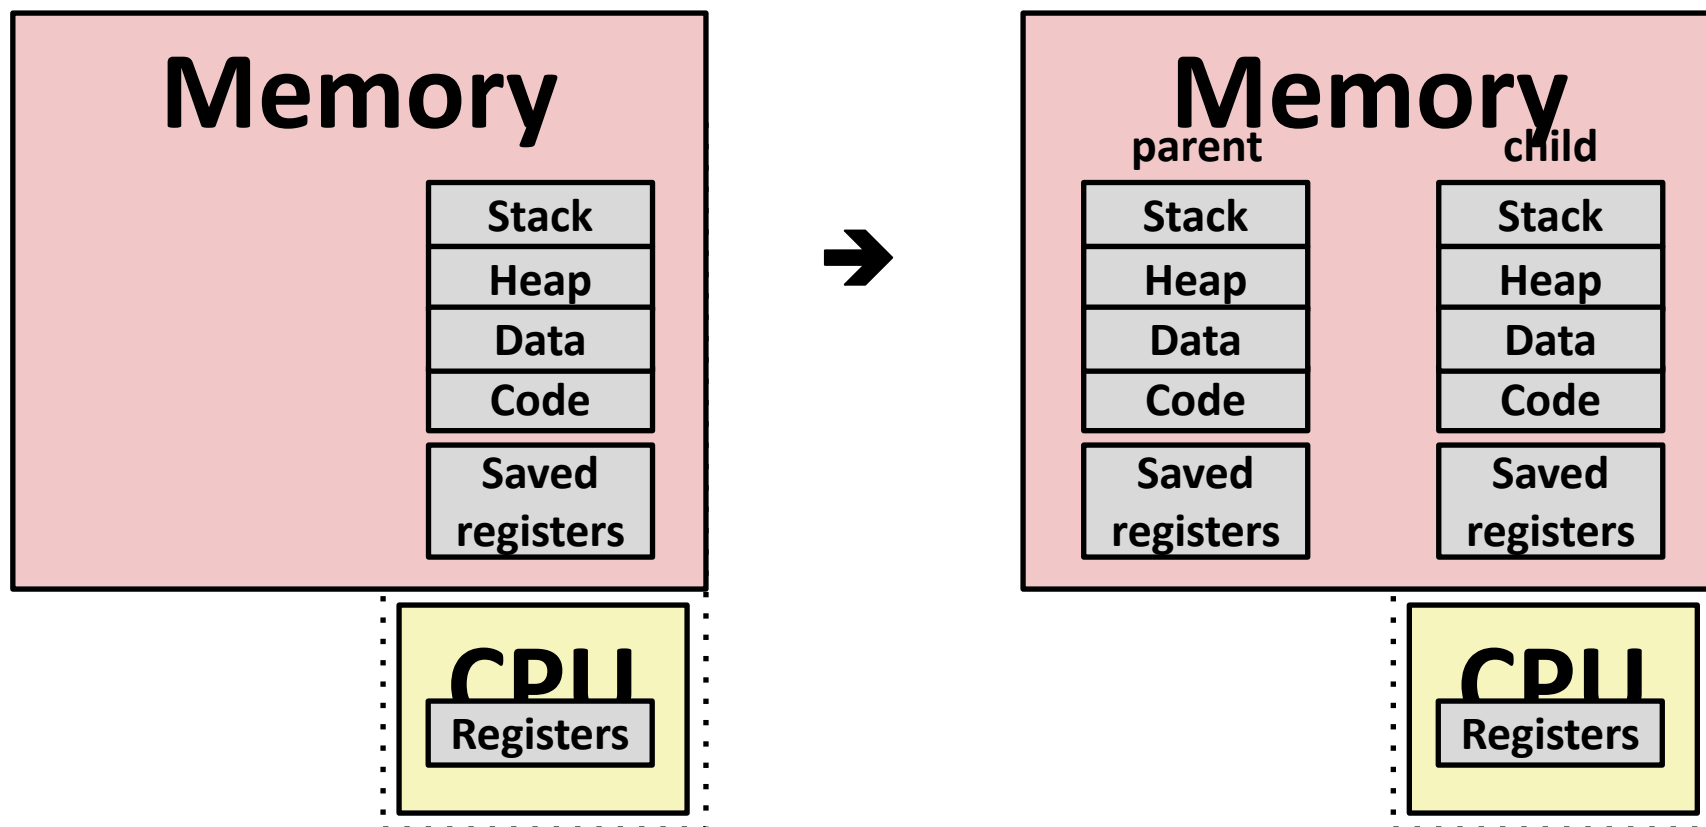 Memory
Stack
Heap
Data
Code
Saved
registers
CPU
Registers
➔
Memory
parent
child
Stack
Heap
Data
Code
Saved
registers
Stack
Heap
Data
Code
Saved
registers
CPU
Registers